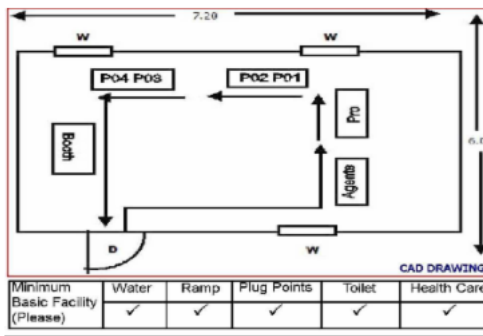 7.20
W
W
P04 P03
P02 P01
Pro
6.0
Booth
Agents
D
W
CAD DRAWING
Minimum Basic Facility (Please)
Water
Ramp
Plug Points
Toilet
Health Care
✓ ✓ ✓ ✓ ✓